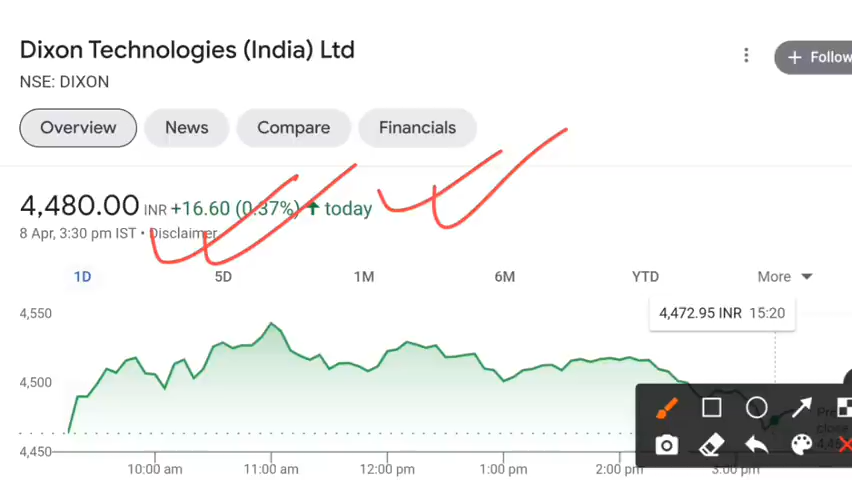 Dixon Technologies (India) Ltd
NSE: DIXON
+ Follow
Overview News Compare Financials
4,480.00 INR +16.60 (0.37%) ↑ today
8 Apr, 3:30 pm IST • Disclaimer
1D 5D 1M 6M YTD More
4,472.95 INR 15:20
4,550
4,500
4,450
10:00 am 11:00 am 12:00 pm 1:00 pm 2:00 pm 3:00 pm